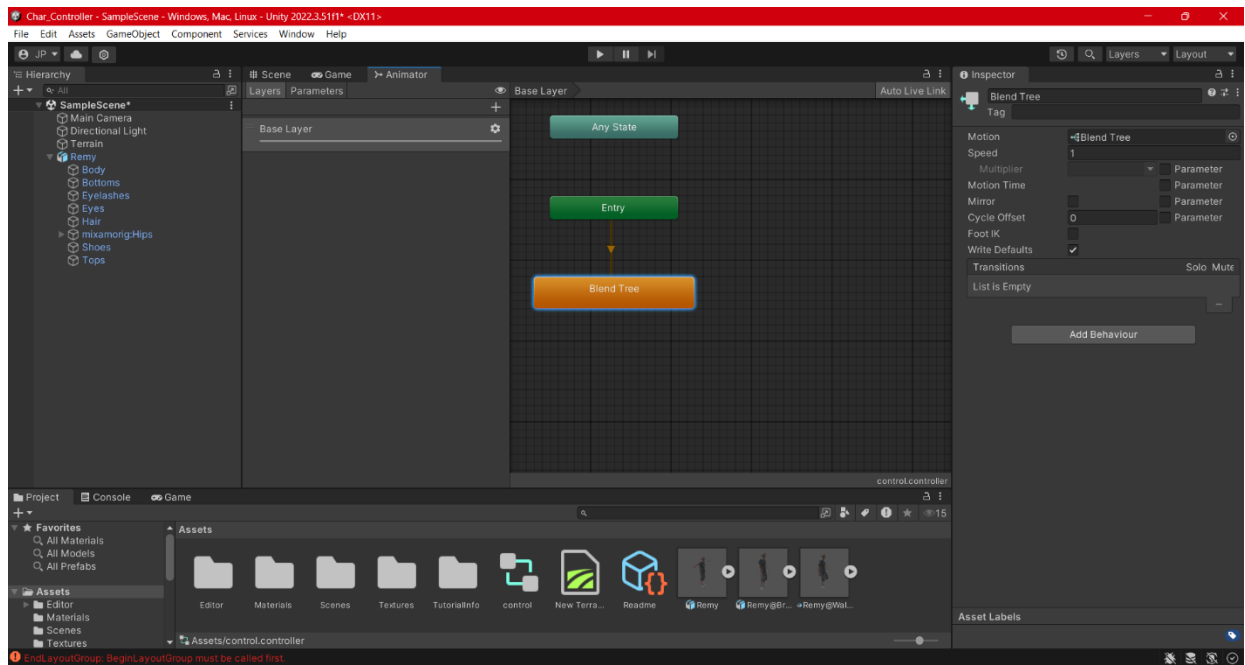 Char_Controller - SampleScene - Windows, Mac, Linux - Unity 2022.3.51f1* <DX11>
File Edit Assets GameObject Component Services Window Help
JP Layers Layout
Hierarchy
All
SampleScene*
Main Camera
Directional Light
Terrain
Remy
Body
Bottoms
Eyelashes
Eyes
Hair
mixamorig:Hips
Shoes
Tops
Scene Game Animator
Layers Parameters Base Layer Auto Live Link
Base Layer
Any State
Entry
Blend Tree
control.controller
Inspector
Blend Tree
Tag
Motion Blend Tree
Speed 1
Multiplier Parameter
Motion Time Parameter
Mirror Parameter
Cycle Offset 0 Parameter
Foot IK
Write Defaults
Transitions Solo Mute
List is Empty
Add Behaviour
Asset Labels
Project Console Game
15
Favorites
All Materials
All Models
All Prefabs
Assets
Editor
Materials
Scenes
Textures
Assets
Editor Materials Scenes Textures TutorialInfo control New Terra... Readme Remy Remy@Br... Remy@Wal...
Assets/control.controller
EndLayoutGroup: BeginLayoutGroup must be called first.